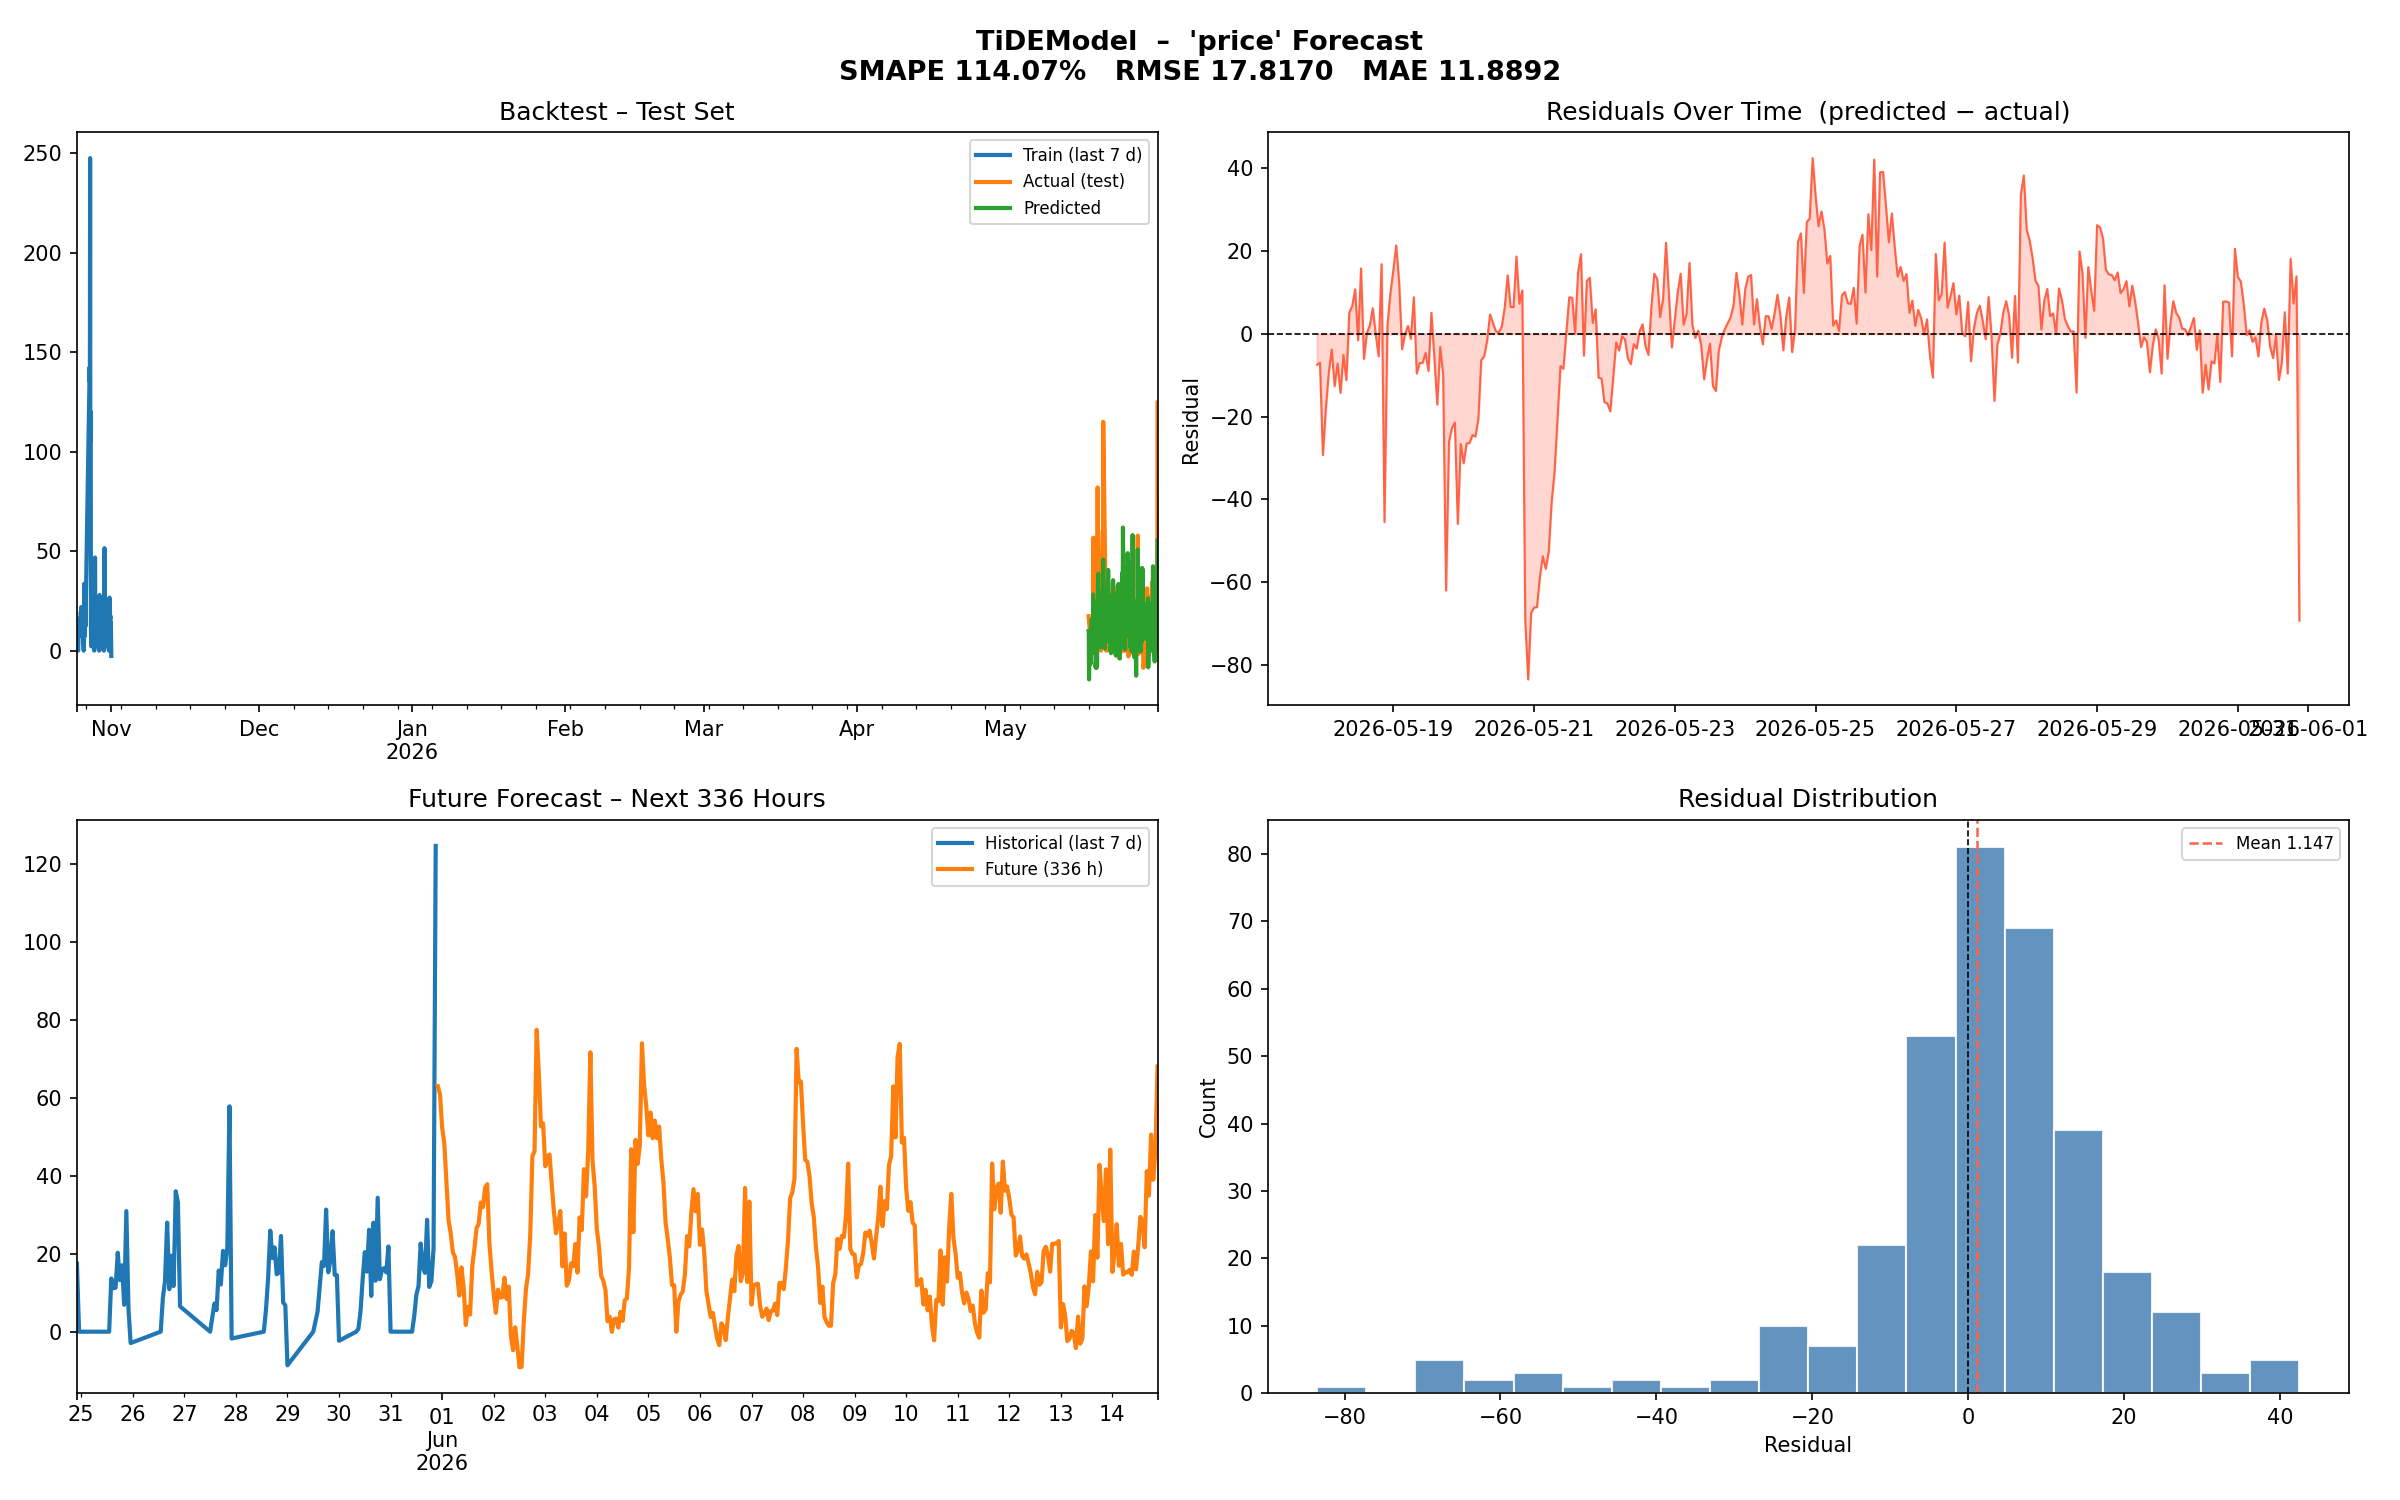 TiDEModel – 'price' Forecast
SMAPE 114.07% RMSE 17.8170 MAE 11.8892
Backtest – Test Set
250
200
150
100
50
0
Train (last 7 d)
Actual (test)
Predicted
Nov
Dec
Jan
2026
Feb
Mar
Apr
May
Residuals Over Time (predicted − actual)
Residual
40
20
0
−20
−40
−60
−80
2026-05-19
2026-05-21
2026-05-23
2026-05-25
2026-05-27
2026-05-29
2026-05-31
2026-06-01
Future Forecast – Next 336 Hours
120
100
80
60
40
20
0
Historical (last 7 d)
Future (336 h)
25 26 27 28 29 30 31 01 02 03 04 05 06 07 08 09 10 11 12 13 14
Jun
2026
Residual Distribution
Count
80
70
60
50
40
30
20
10
0
Mean 1.147
−80 −60 −40 −20 0 20 40
Residual